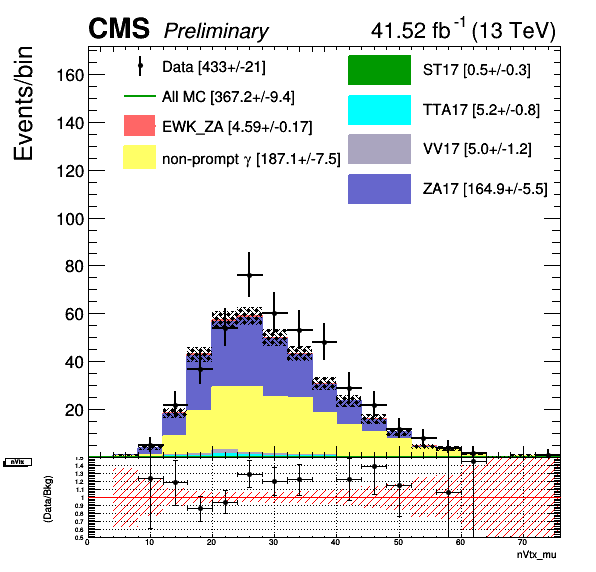 CMS Preliminary 41.52 fb⁻¹ (13 TeV)
Events/bin
160
140
120
100
80
60
40
20
Data [433+/-21]
All MC [367.2+/-9.4]
EWK_ZA [4.59+/-0.17]
non-prompt γ [187.1+/-7.5]
ST17 [0.5+/-0.3]
TTA17 [5.2+/-0.8]
VV17 [5.0+/-1.2]
ZA17 [164.9+/-5.5]
nVtx
(Data/Bkg)
1.5
1.4
1.3
1.2
1.1
1
0.9
0.8
0.7
0.6
0.5
0 10 20 30 40 50 60 70
nVtx_mu